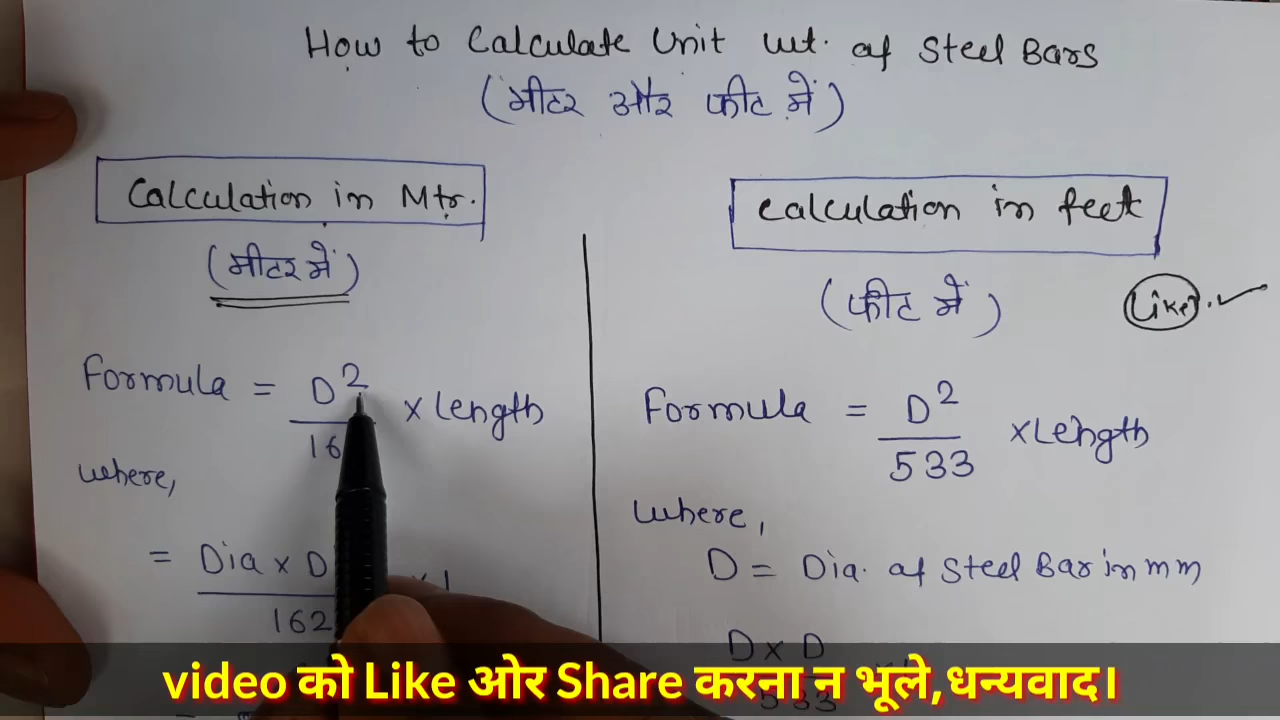 How to Calculate Unit wt. of Steel Bars
(मीटर और फीट में)
Calculation in Mtr.
(मीटर में)
Formula = D² × Length
16
where,
= Dia × D × 1
162
Calculation in feet
(फीट में)
Like
Formula = D² × Length
533
where,
D = Dia. of Steel Bar in mm
D × D
533
video को Like ओर Share करना न भूले,धन्यवाद।